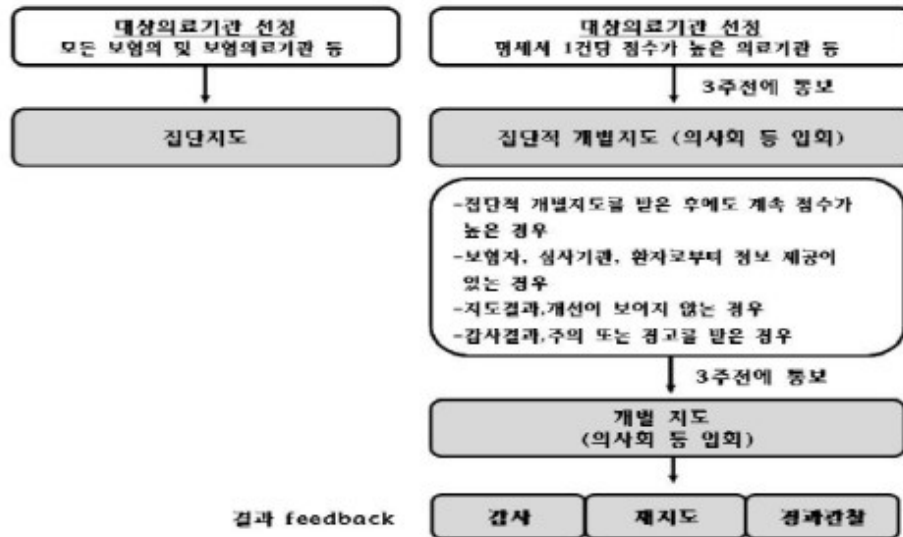 대상의료기관 선정
모든 보험의 및 보험의료기관 등
집단지도
대상의료기관 선정
명세서 1건당 점수가 높은 의료기관 등
3주전에 통보
집단적 개별지도 (의사회 등 입회)
-집단적 개별지도를 받은 후에도 계속 점수가
높은 경우
-보험자, 심사기관, 환자로부터 정보 제공이
있는 경우
-지도결과,개선이 보이지 않는 경우
-감사결과,주의 또는 경고를 받은 경우
3주전에 통보
개별 지도
(의사회 등 입회)
결과 feedback
감사
재지도
경과관찰